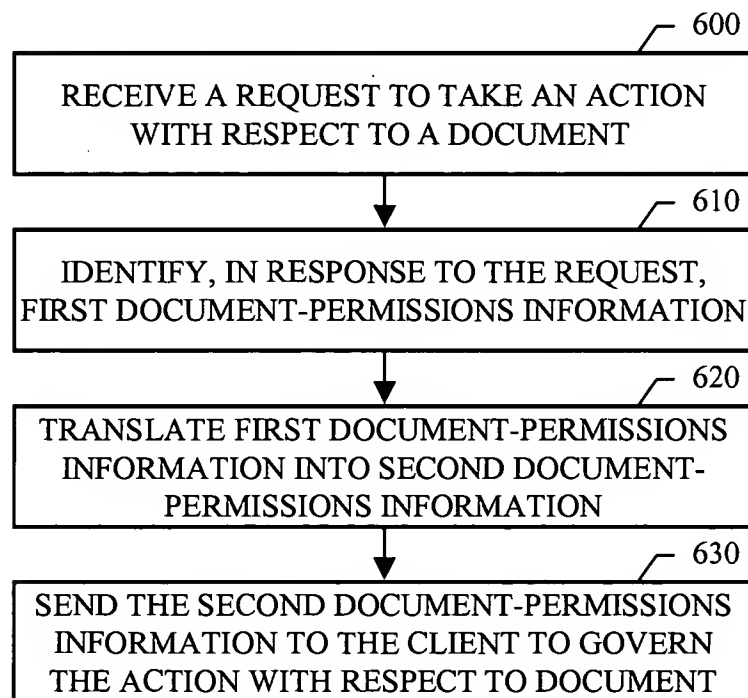 600
RECEIVE A REQUEST TO TAKE AN ACTION
WITH RESPECT TO A DOCUMENT
610
IDENTIFY, IN RESPONSE TO THE REQUEST,
FIRST DOCUMENT-PERMISSIONS INFORMATION
620
TRANSLATE FIRST DOCUMENT-PERMISSIONS
INFORMATION INTO SECOND DOCUMENT-
PERMISSIONS INFORMATION
630
SEND THE SECOND DOCUMENT-PERMISSIONS
INFORMATION TO THE CLIENT TO GOVERN
THE ACTION WITH RESPECT TO DOCUMENT